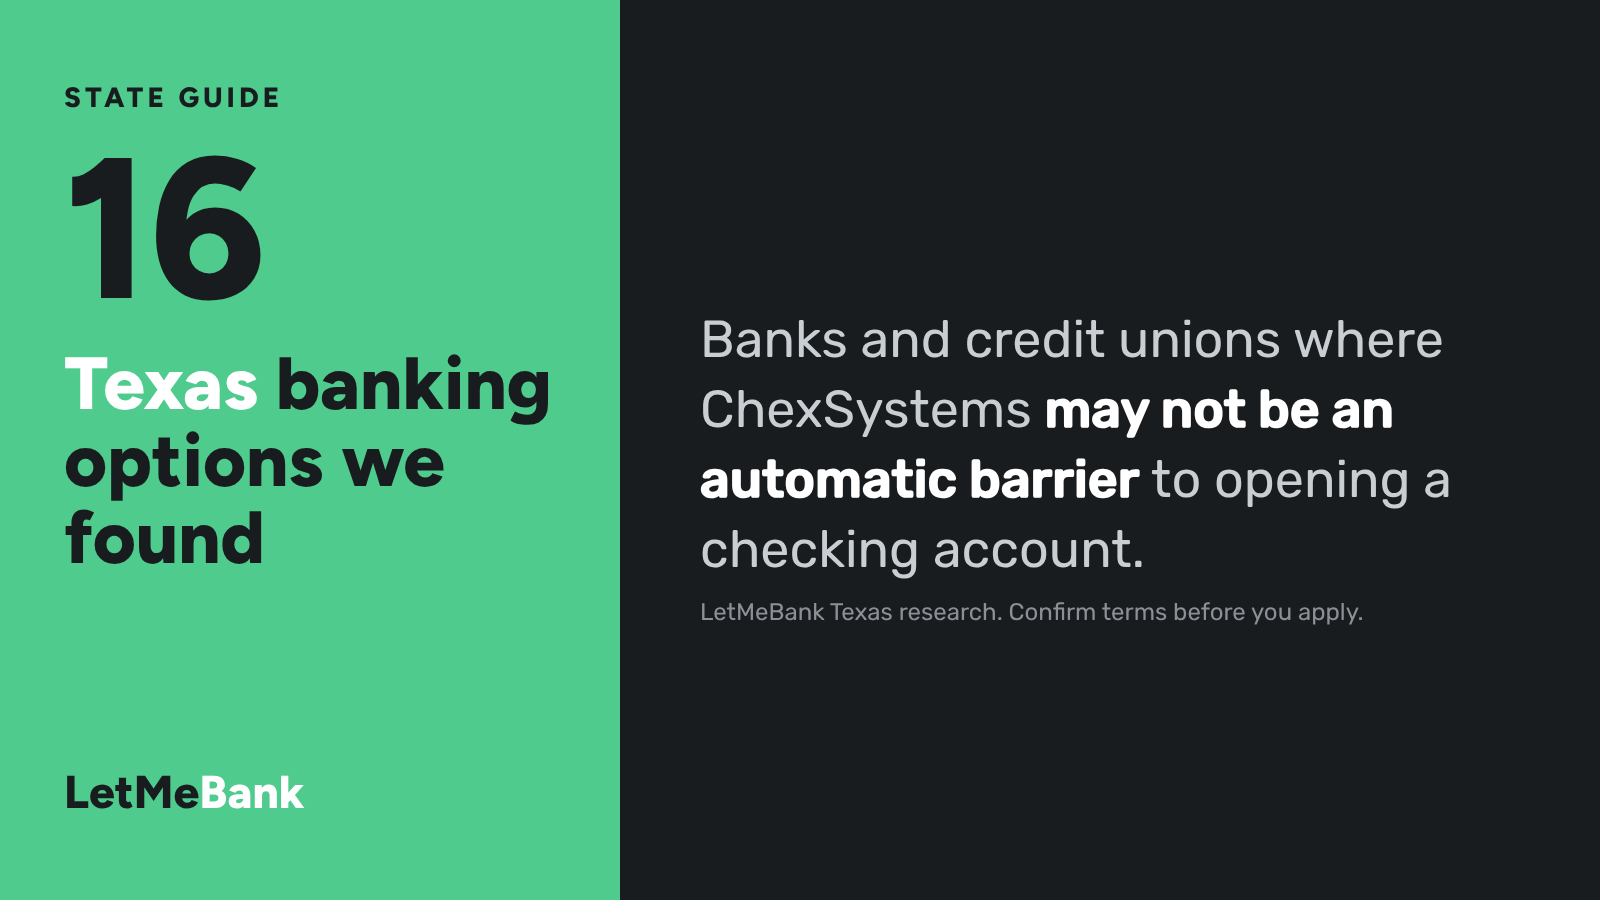 STATE GUIDE
16
Texas banking
options we
found
LetMeBank
Banks and credit unions where
ChexSystems may not be an
automatic barrier to opening a
checking account.
LetMeBank Texas research. Confirm terms before you apply.